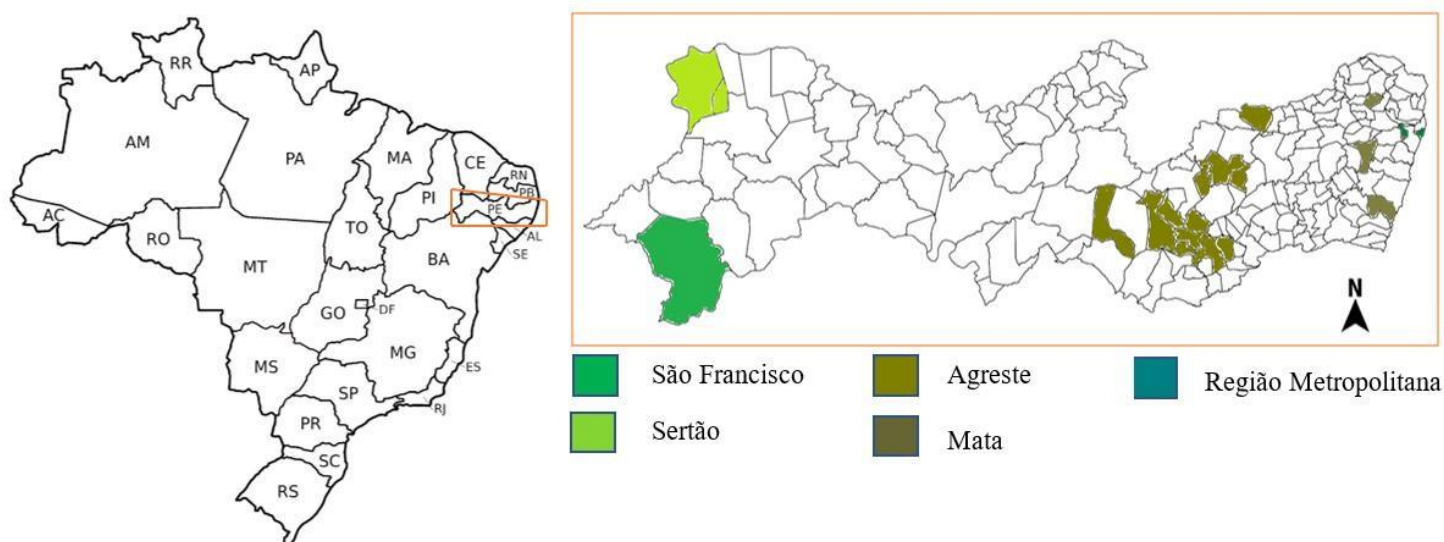 RR
AP
AM
PA
MA
CE
RN
PB
PI
PE
AC
AL
TO
SE
RO
BA
MT
GO
DF
MG
MS
ES
SP
RJ
PR
SC
RS
N
São Francisco
Agreste
Região Metropolitana
Sertão
Mata